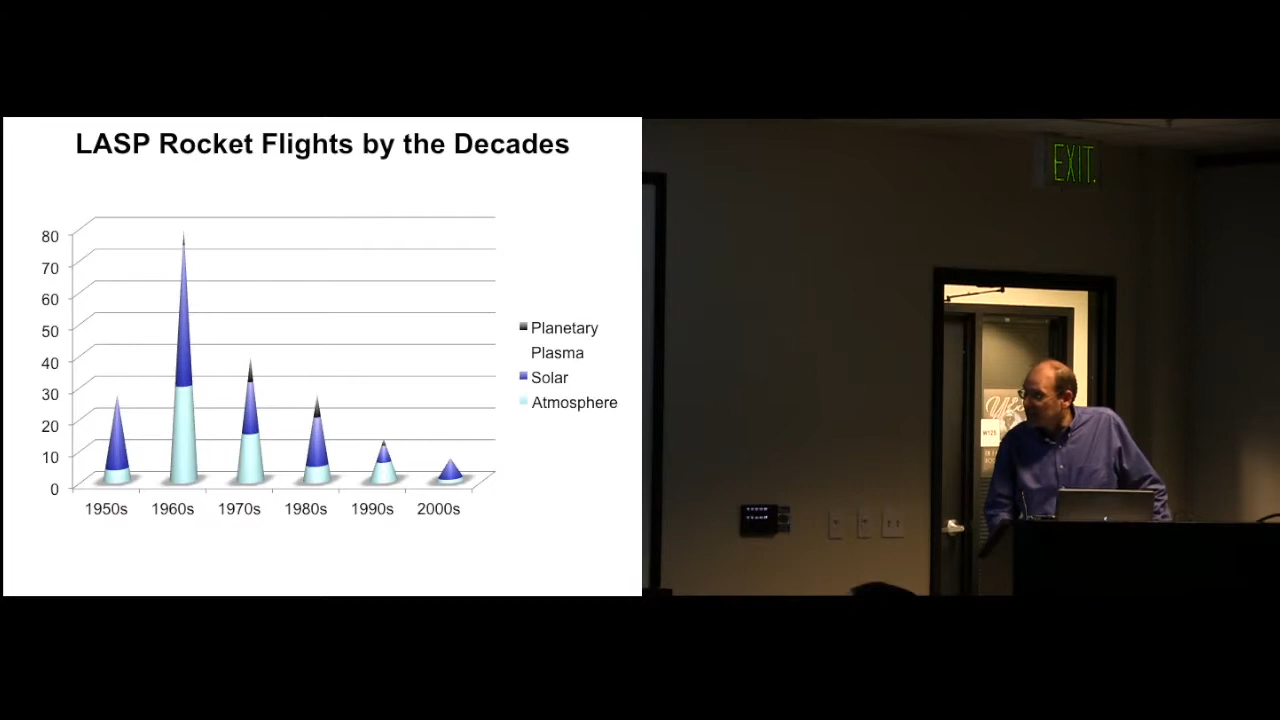 LASP Rocket Flights by the Decades
80
70
60
50
40
30
20
10
0
1950s
1960s
1970s
1980s
1990s
2000s
Planetary
Plasma
Solar
Atmosphere
EXIT
W125